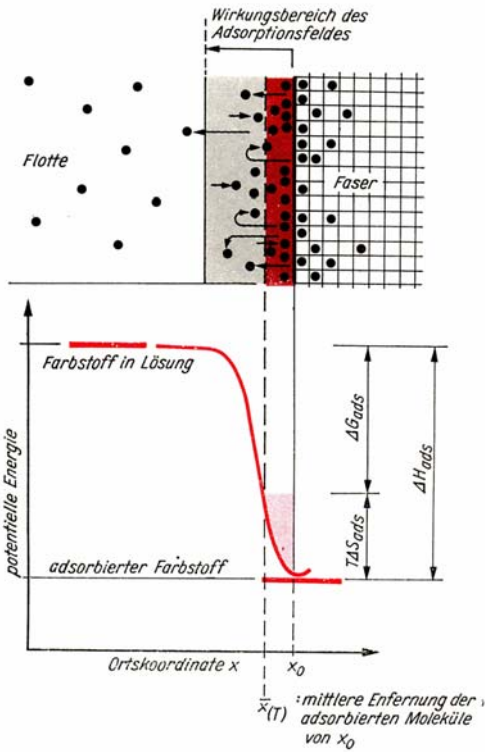 Wirkungsbereich des
Adsorptionsfeldes
Flotte
Faser
Farbstoff in Lösung
ΔG ads
ΔH ads
TΔS ads
potentielle Energie
adsorbierter Farbstoff
Ortskoordinate x
x₀
x̄(T) : mittlere Enfernung der
adsorbierten Moleküle
von x₀